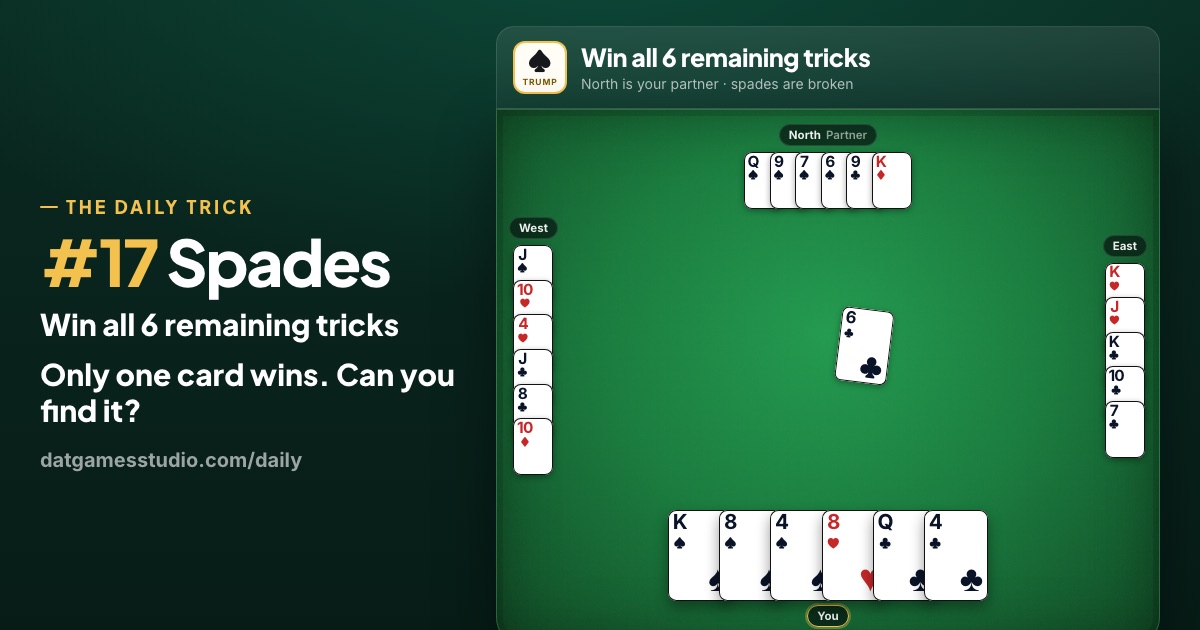 TRUMP
Win all 6 remaining tricks
North is your partner · spades are broken
— THE DAILY TRICK
#17 Spades
Win all 6 remaining tricks
Only one card wins. Can you
find it?
datgamesstudio.com/daily
North Partner
Q♠ 9♠ 7♠ 6♠ 9♣ K♦
West
J♠
10♥
4♥
J♣
8♣
10♦
East
K♥
J♥
K♣
10♣
7♣
6♣
K♠ 8♠ 4♠ 8♥ Q♣ 4♣
You